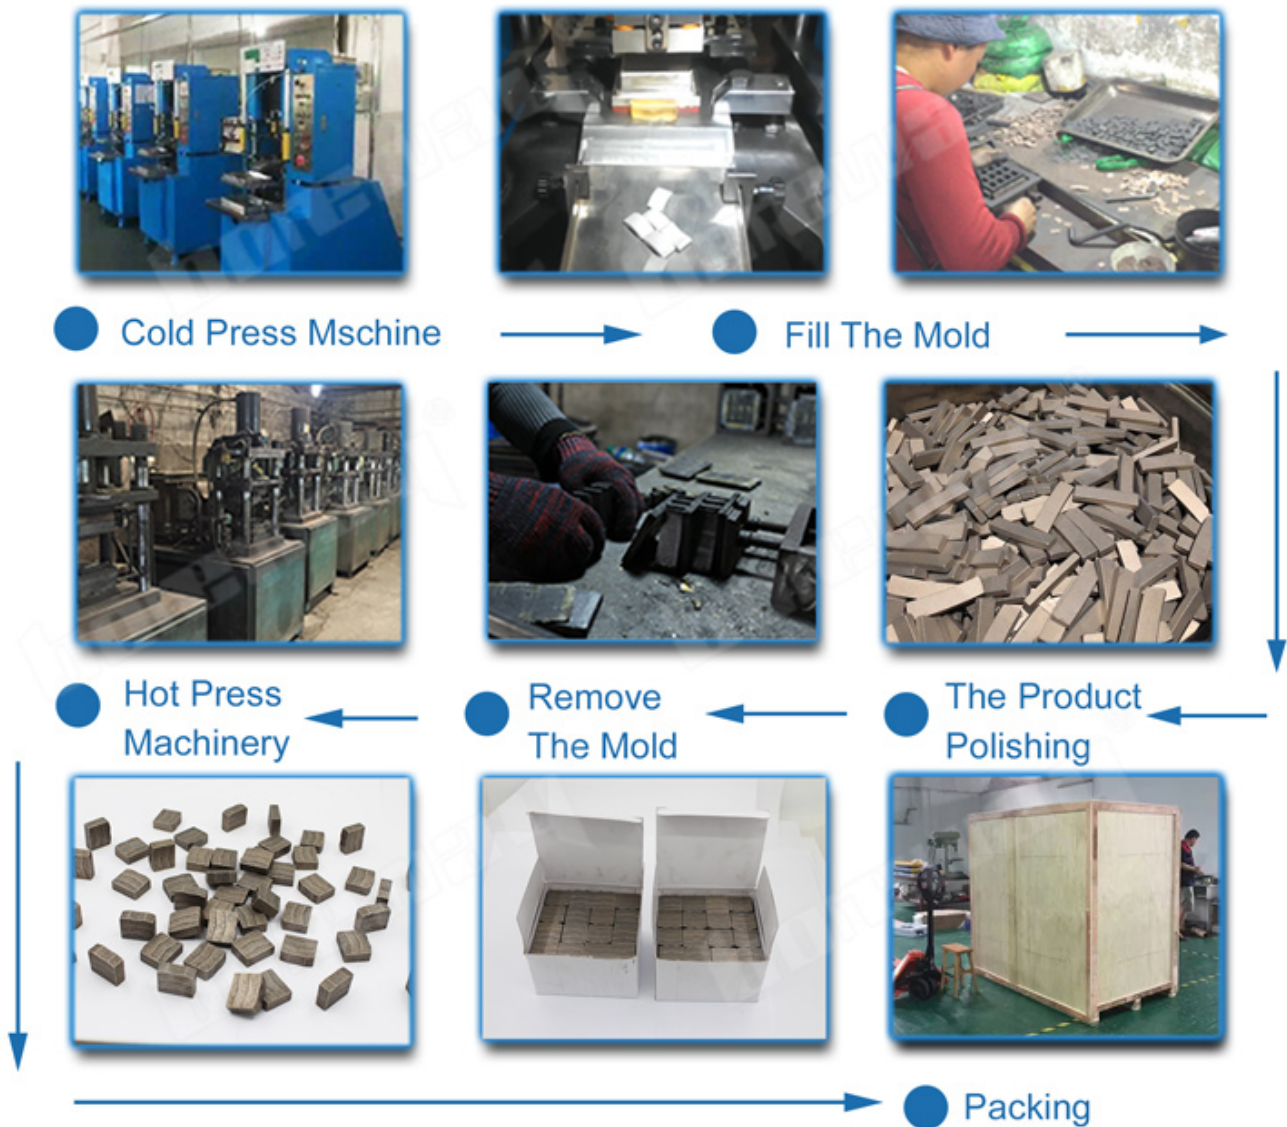 Cold Press Mschine
Fill The Mold
Hot Press
Machinery
Remove
The Mold
The Product
Polishing
Packing